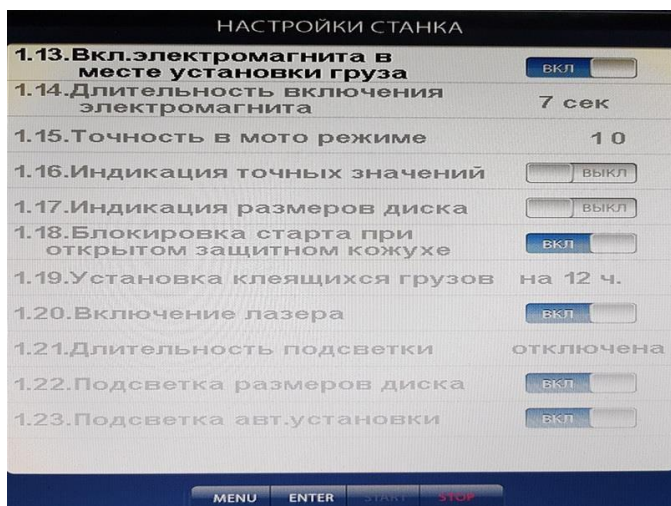 НАСТРОЙКИ СТАНКА
1.13.Вкл.электромагнита в
месте установки груза
ВКЛ
1.14.Длительность включения
электромагнита
7 сек
1.15.Точность в мото режиме
10
1.16.Индикация точных значений
ВЫКЛ
1.17.Индикация размеров диска
ВЫКЛ
1.18.Блокировка старта при
открытом защитном кожухе
ВКЛ
1.19.Установка клеящихся грузов
на 12 ч.
1.20.Включение лазера
ВКЛ
1.21.Длительность подсветки
отключена
1.22.Подсветка размеров диска
ВКЛ
1.23.Подсветка авт.установки
ВКЛ
MENU ENTER START STOP